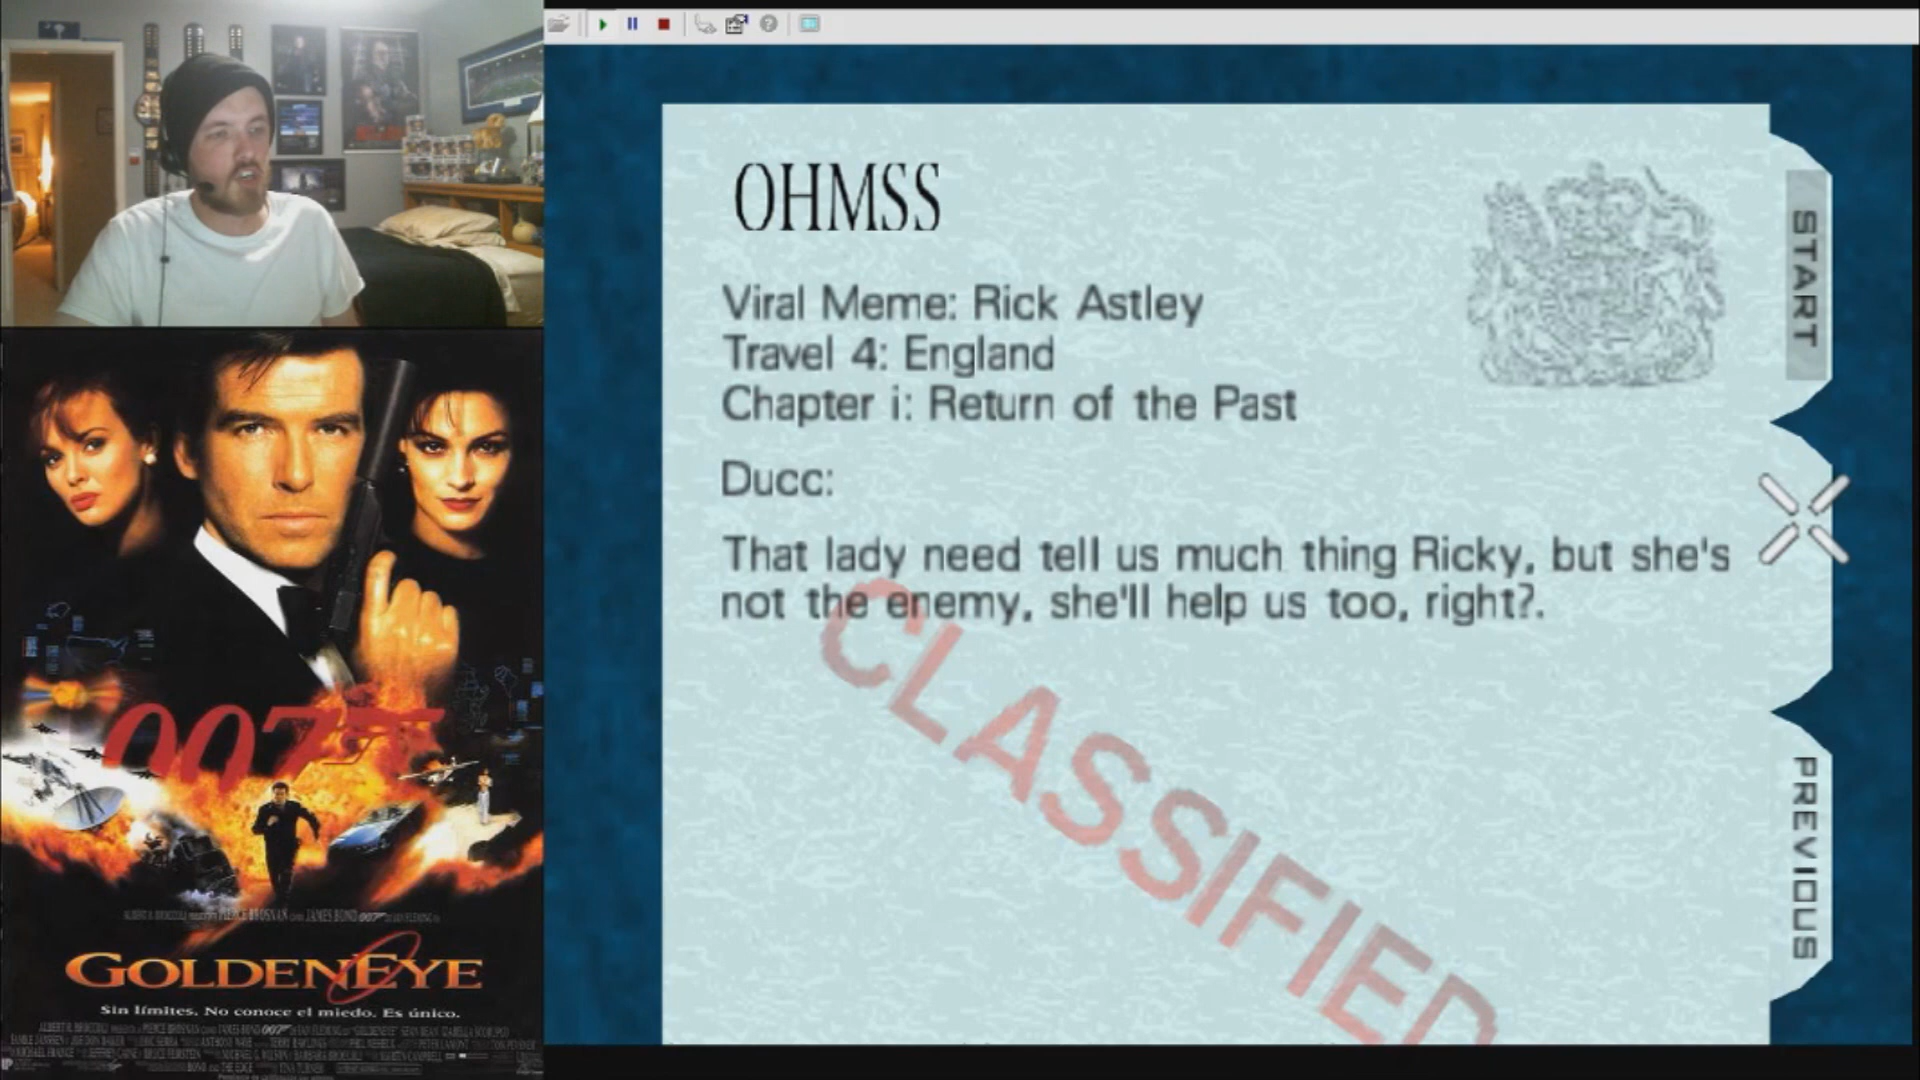 OHMSS
Viral Meme: Rick Astley
Travel 4: England
Chapter i: Return of the Past
Ducc:
That lady need tell us much thing Ricky, but she's
not the enemy, she'll help us too, right?.
CLASSIFIED
START
PREVIOUS
007
GOLDENEYE
Sin límites. No conoce el miedo. Es único.